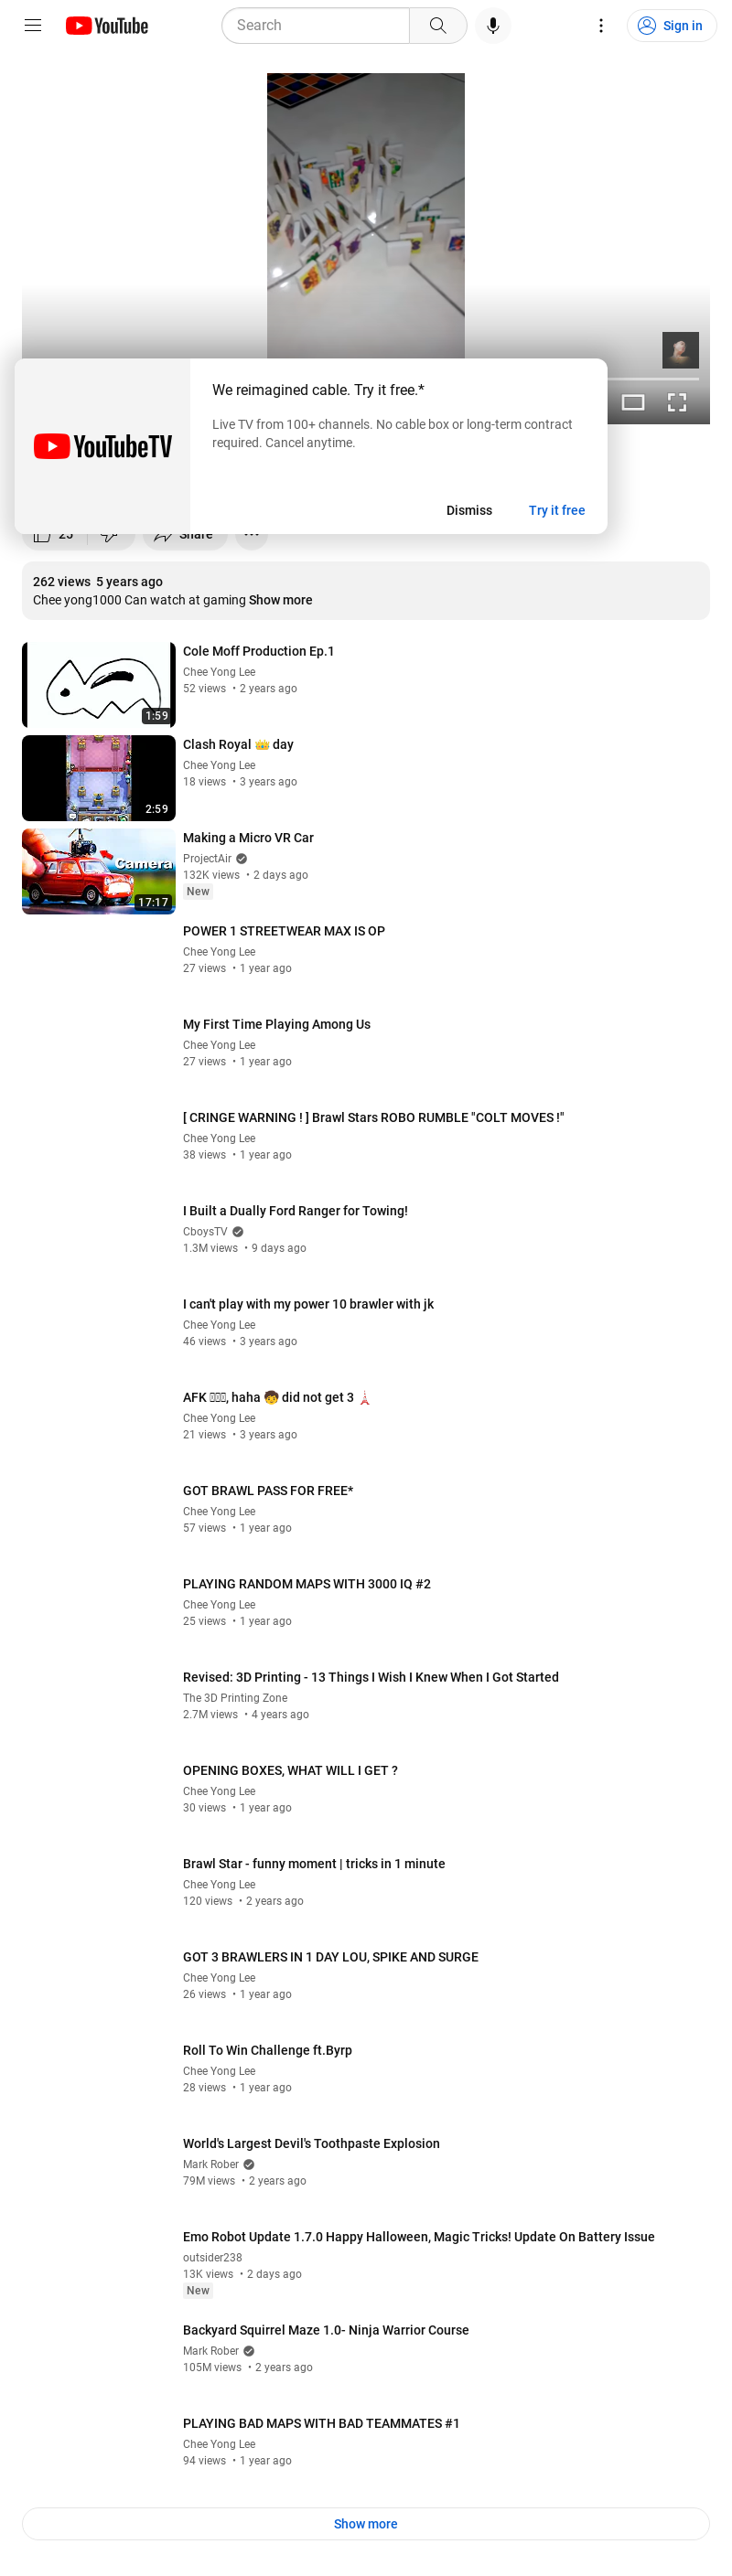 YouTube
Search
Sign in
YouTubeTV
We reimagined cable. Try it free.*
Live TV from 100+ channels. No cable box or long-term contract
required. Cancel anytime.
Dismiss
Try it free
25
Share
262 views 5 years ago
Chee yong1000 Can watch at gaming Show more
1:59
Cole Moff Production Ep.1
Chee Yong Lee
52 views • 2 years ago
2:59
Clash Royal 👑 day
Chee Yong Lee
18 views • 3 years ago
Camera
17:17
Making a Micro VR Car
ProjectAir
132K views • 2 days ago
New
POWER 1 STREETWEAR MAX IS OP
Chee Yong Lee
27 views • 1 year ago
My First Time Playing Among Us
Chee Yong Lee
27 views • 1 year ago
[ CRINGE WARNING ! ] Brawl Stars ROBO RUMBLE "COLT MOVES !"
Chee Yong Lee
38 views • 1 year ago
I Built a Dually Ford Ranger for Towing!
CboysTV
1.3M views • 9 days ago
I can't play with my power 10 brawler with jk
Chee Yong Lee
46 views • 3 years ago
AFK , haha 🧒 did not get 3 🗼
Chee Yong Lee
21 views • 3 years ago
GOT BRAWL PASS FOR FREE*
Chee Yong Lee
57 views • 1 year ago
PLAYING RANDOM MAPS WITH 3000 IQ #2
Chee Yong Lee
25 views • 1 year ago
Revised: 3D Printing - 13 Things I Wish I Knew When I Got Started
The 3D Printing Zone
2.7M views • 4 years ago
OPENING BOXES, WHAT WILL I GET ?
Chee Yong Lee
30 views • 1 year ago
Brawl Star - funny moment | tricks in 1 minute
Chee Yong Lee
120 views • 2 years ago
GOT 3 BRAWLERS IN 1 DAY LOU, SPIKE AND SURGE
Chee Yong Lee
26 views • 1 year ago
Roll To Win Challenge ft.Byrp
Chee Yong Lee
28 views • 1 year ago
World's Largest Devil's Toothpaste Explosion
Mark Rober
79M views • 2 years ago
Emo Robot Update 1.7.0 Happy Halloween, Magic Tricks! Update On Battery Issue
outsider238
13K views • 2 days ago
New
Backyard Squirrel Maze 1.0- Ninja Warrior Course
Mark Rober
105M views • 2 years ago
PLAYING BAD MAPS WITH BAD TEAMMATES #1
Chee Yong Lee
94 views • 1 year ago
Show more